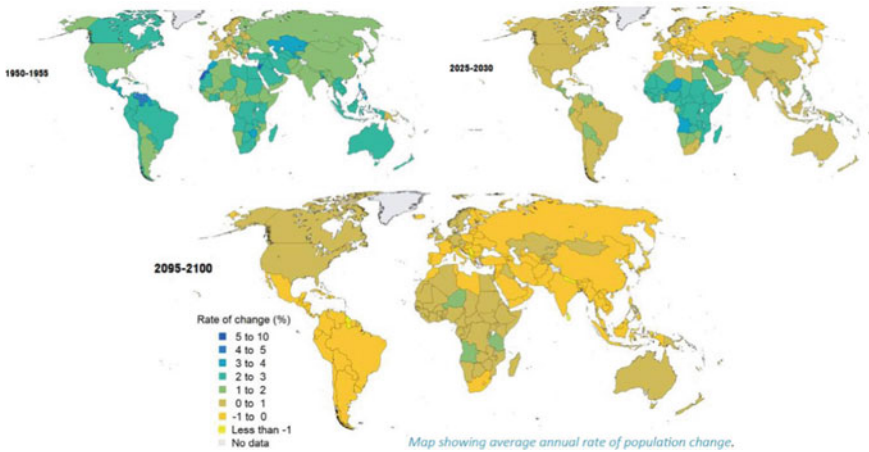 1950-1955
2025-2030
2095-2100
Rate of change (%)
5 to 10
4 to 5
3 to 4
2 to 3
1 to 2
0 to 1
-1 to 0
Less than -1
No data
Map showing average annual rate of population change.